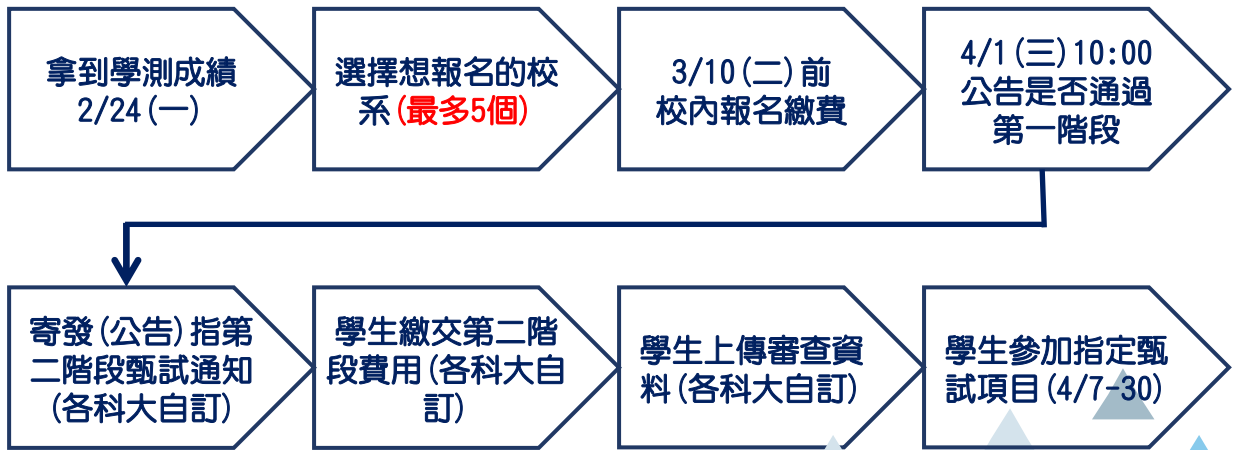 拿到學測成績
2/24(一)
選擇想報名的校
系(最多5個)
3/10(二)前
校內報名繳費
4/1(三)10:00
公告是否通過
第一階段
寄發(公告)指第
二階段甄試通知
(各科大自訂)
學生繳交第二階
段費用(各科大自
訂)
學生上傳審查資
料(各科大自訂)
學生參加指定甄
試項目(4/7-30)